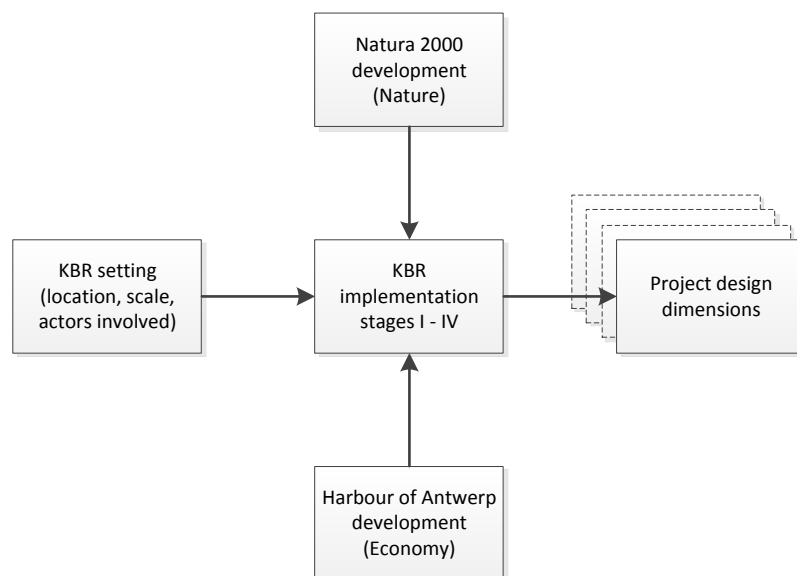 Natura 2000
development
(Nature)
KBR setting
(location, scale,
actors involved)
KBR
implementation
stages I - IV
Project design
dimensions
Harbour of Antwerp
development
(Economy)